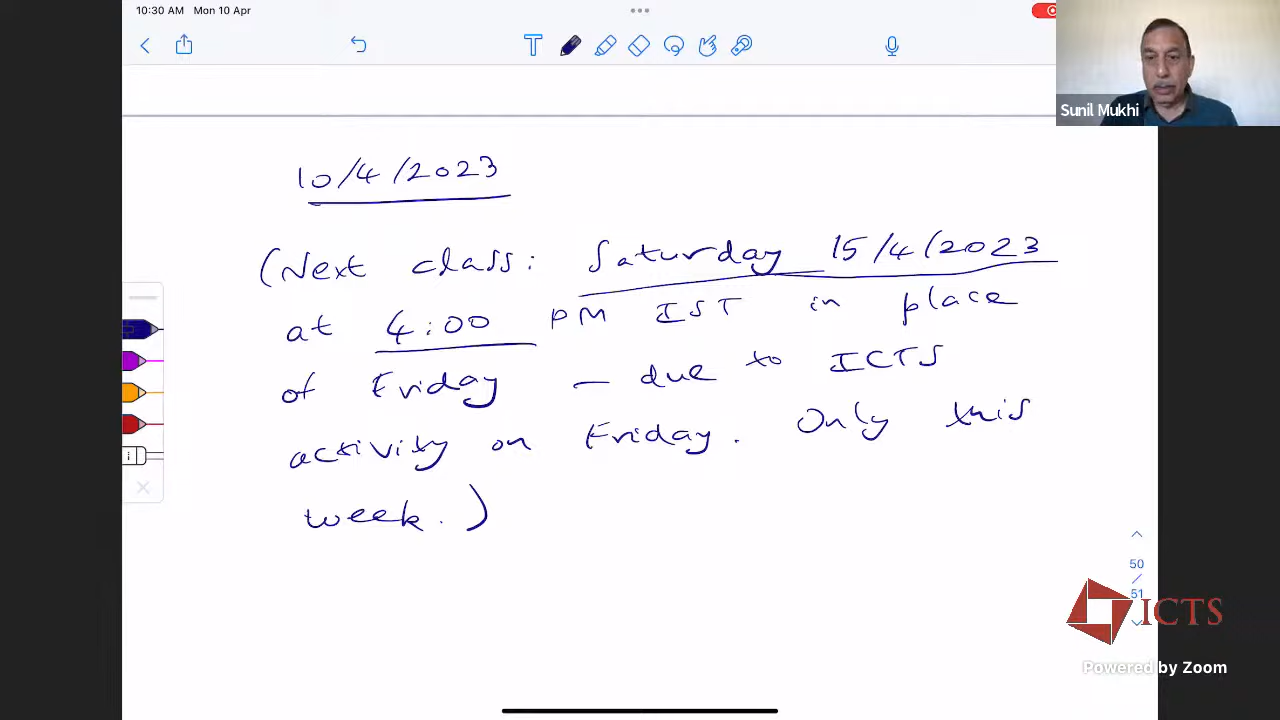 10:30 AM Mon 10 Apr
Sunil Mukhi
10/4/2023
(Next class: Saturday 15/4/2023
at 4:00 PM IST in place
of Friday — due to ICTS
activity on Friday. Only this
week.)
50
/
51
ICTS
Powered by Zoom